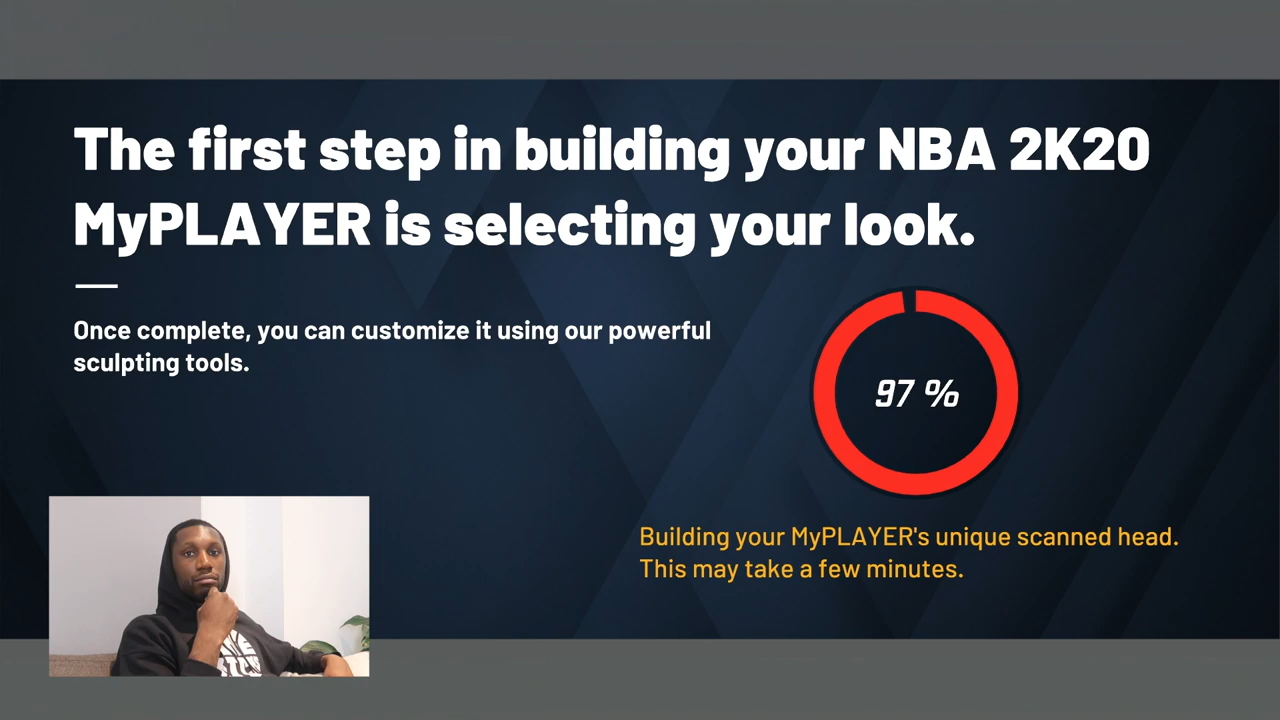 The first step in building your NBA 2K20
MyPLAYER is selecting your look.
Once complete, you can customize it using our powerful
sculpting tools.
97 %
Building your MyPLAYER's unique scanned head.
This may take a few minutes.